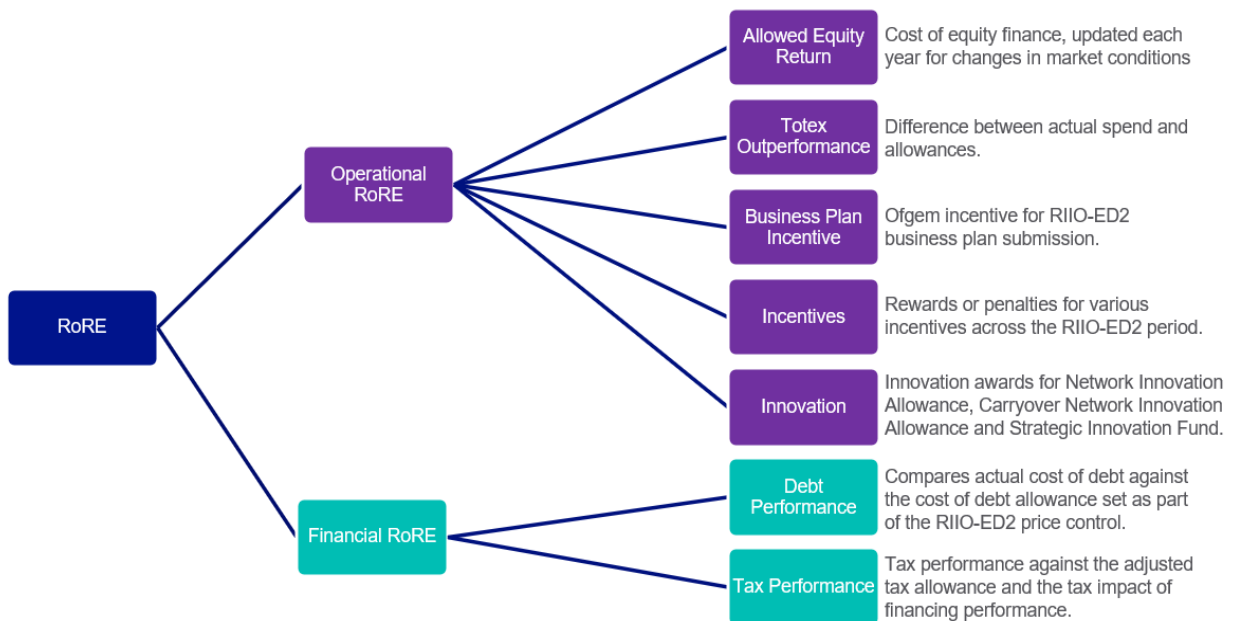 RoRE
Operational
RoRE
Financial RoRE
Allowed Equity
Return
Cost of equity finance, updated each
year for changes in market conditions
Totex
Outperformance
Difference between actual spend and
allowances.
Business Plan
Incentive
Ofgem incentive for RIIO-ED2
business plan submission.
Incentives
Rewards or penalties for various
incentives across the RIIO-ED2 period.
Innovation
Innovation awards for Network Innovation
Allowance, Carryover Network Innovation
Allowance and Strategic Innovation Fund.
Debt
Performance
Compares actual cost of debt against
the cost of debt allowance set as part
of the RIIO-ED2 price control.
Tax Performance
Tax performance against the adjusted
tax allowance and the tax impact of
financing performance.